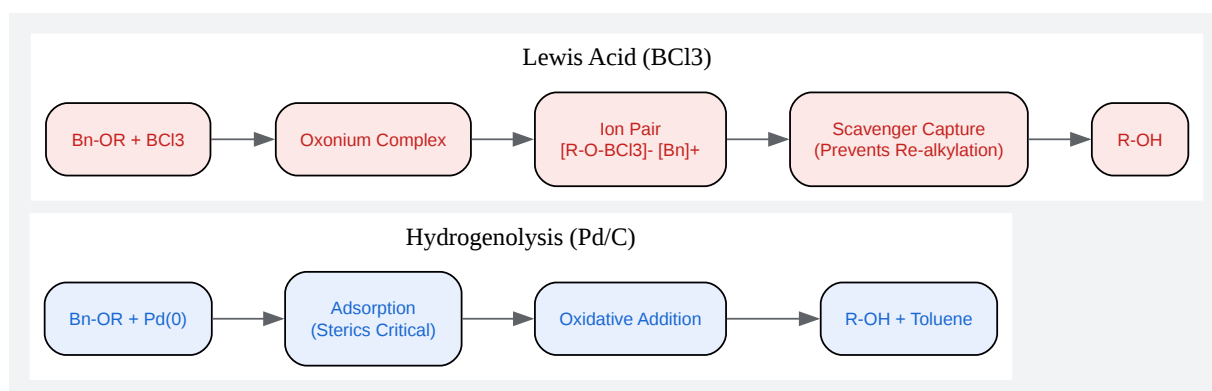 Lewis Acid (BCl3)
Bn-OR + BCl3
Oxonium Complex
Ion Pair
[R-O-BCl3]- [Bn]+
Scavenger Capture
(Prevents Re-alkylation)
R-OH
Hydrogenolysis (Pd/C)
Bn-OR + Pd(0)
Adsorption
(Sterics Critical)
Oxidative Addition
R-OH + Toluene